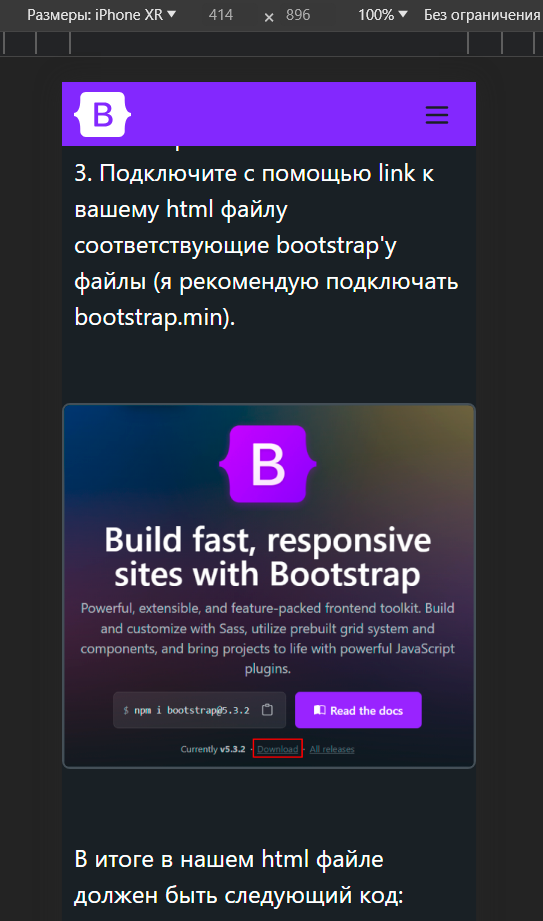 Размеры: iPhone XR 414 × 896 100% Без ограничения
B
3. Подключите с помощью link к
вашему html файлу
соответствующие bootstrap'у
файлы (я рекомендую подключать
bootstrap.min).
B
Build fast, responsive
sites with Bootstrap
Powerful, extensible, and feature-packed frontend toolkit. Build
and customize with Sass, utilize prebuilt grid system and
components, and bring projects to life with powerful JavaScript
plugins.
$ npm i bootstrap@5.3.2 Read the docs
Currently v5.3.2 · Download · All releases
В итоге в нашем html файле
должен быть следующий код: